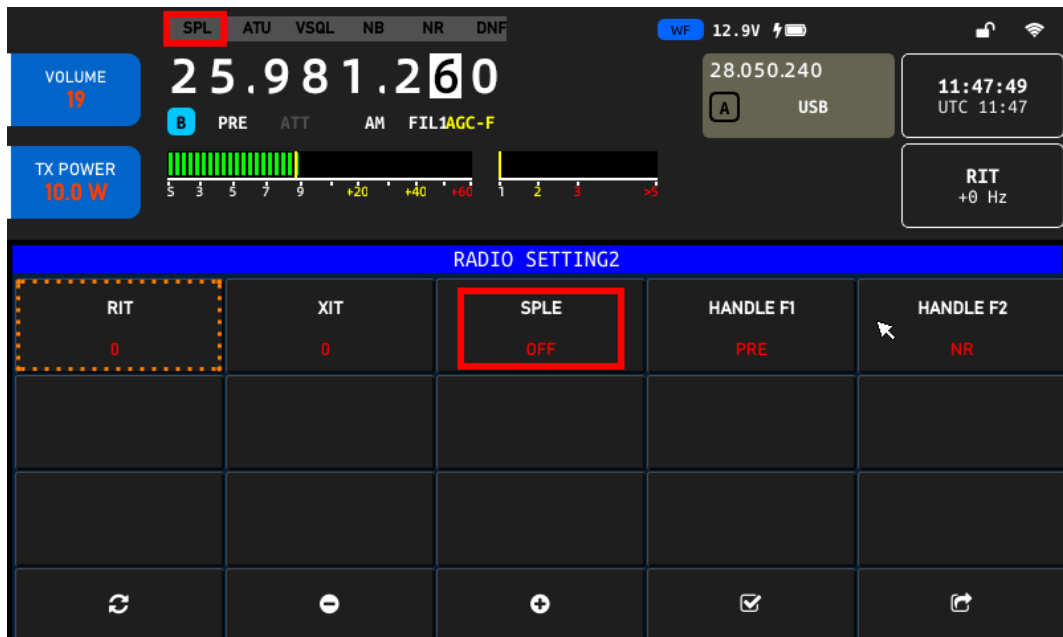 SPL ATU VSQL NB NR DNF WF 12.9V
VOLUME
19
25.981.260
B PRE ATT AM FIL1 AGC-F
28.050.240
A USB
11:47:49
UTC 11:47
TX POWER
10.0 W
S 3 5 7 9 +20 +40 +60 1 2 3 >5
RIT
+0 Hz
RADIO SETTING2
RIT XIT SPLE HANDLE F1 HANDLE F2
0 0 OFF PRE NR